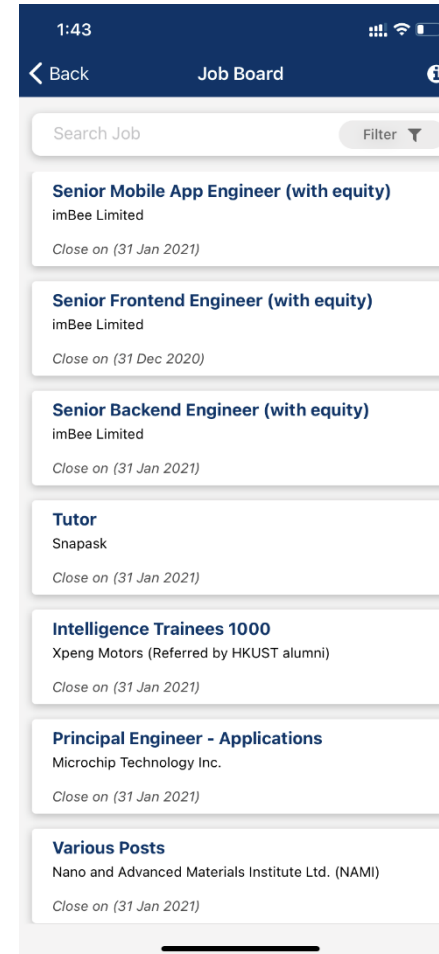 1:43
Back
Job Board
Search Job
Filter
Senior Mobile App Engineer (with equity)
imBee Limited
Close on (31 Jan 2021)
Senior Frontend Engineer (with equity)
imBee Limited
Close on (31 Dec 2020)
Senior Backend Engineer (with equity)
imBee Limited
Close on (31 Jan 2021)
Tutor
Snapask
Close on (31 Jan 2021)
Intelligence Trainees 1000
Xpeng Motors (Referred by HKUST alumni)
Close on (31 Jan 2021)
Principal Engineer - Applications
Microchip Technology Inc.
Close on (31 Jan 2021)
Various Posts
Nano and Advanced Materials Institute Ltd. (NAMI)
Close on (31 Jan 2021)